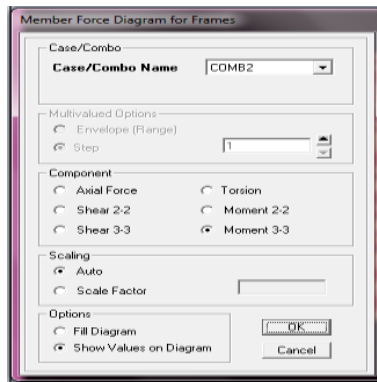 Member Force Diagram for Frames
Case/Combo
Case/Combo Name COMB2
Multivalued Options
Envelope (Range)
Step 1
Component
Axial Force Torsion
Shear 2-2 Moment 2-2
Shear 3-3 Moment 3-3
Scaling
Auto
Scale Factor
Options
Fill Diagram
Show Values on Diagram
OK
Cancel